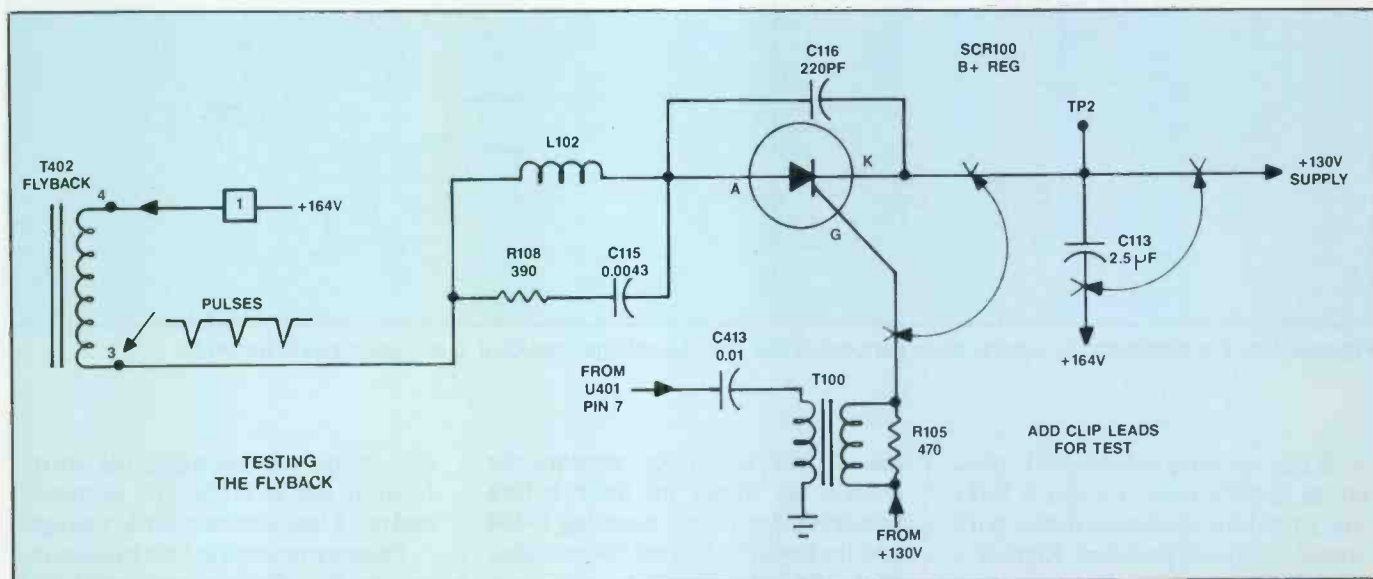 C116
220PF
SCR100
B+ REG
TP2
L102
T402
FLYBACK
4
1
+164V
A
K
G
+130V
SUPPLY
R108
390
C115
0.0043
C113
2.5µF
PULSES
3
C413
0.01
FROM
U401
PIN 7
T100
+164V
R105
470
ADD CLIP LEADS
FOR TEST
TESTING
THE FLYBACK
FROM
+130V